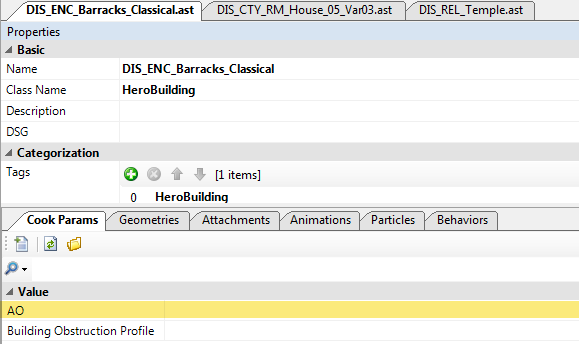 DIS_ENC_Barracks_Classical.ast DIS_CTY_RM_House_05_Var03.ast DIS_REL_Temple.ast
Properties
Basic
Name DIS_ENC_Barracks_Classical
Class Name HeroBuilding
Description
DSG
Categorization
Tags [1 items]
0 HeroBuilding
Cook Params Geometries Attachments Animations Particles Behaviors
Value
AO
Building Obstruction Profile